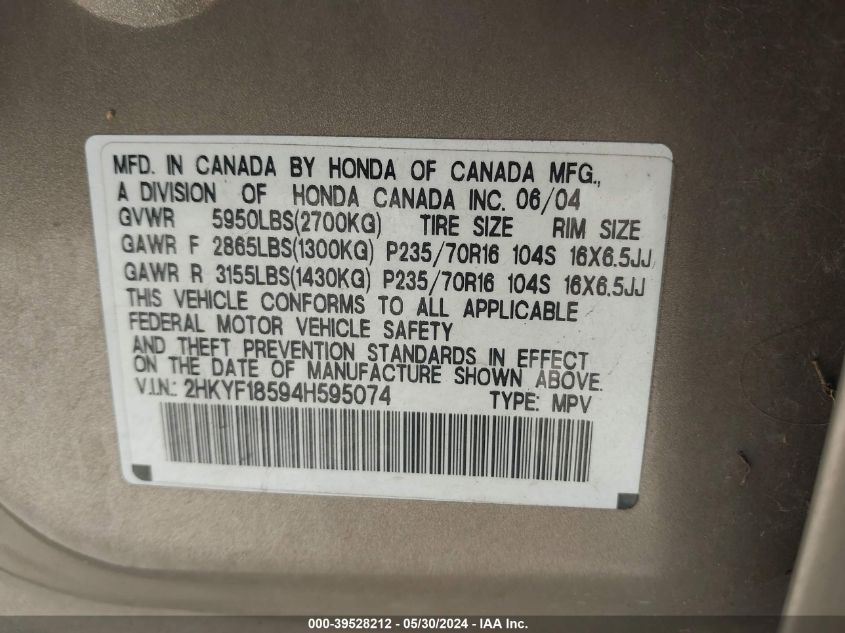 MFD. IN CANADA BY HONDA OF CANADA MFG.,
A DIVISION OF HONDA CANADA INC. 06/04
GVWR 5950LBS(2700KG) TIRE SIZE RIM SIZE
GAWR F 2865LBS(1300KG) P235/70R16 104S 16X6.5JJ
GAWR R 3155LBS(1430KG) P235/70R16 104S 16X6.5JJ
THIS VEHICLE CONFORMS TO ALL APPLICABLE
FEDERAL MOTOR VEHICLE SAFETY
AND THEFT PREVENTION STANDARDS IN EFFECT
ON THE DATE OF MANUFACTURE SHOWN ABOVE.
V.I.N.: 2HKYF18594H595074 TYPE: MPV
000-39528212 • 05/30/2024 • IAA Inc.